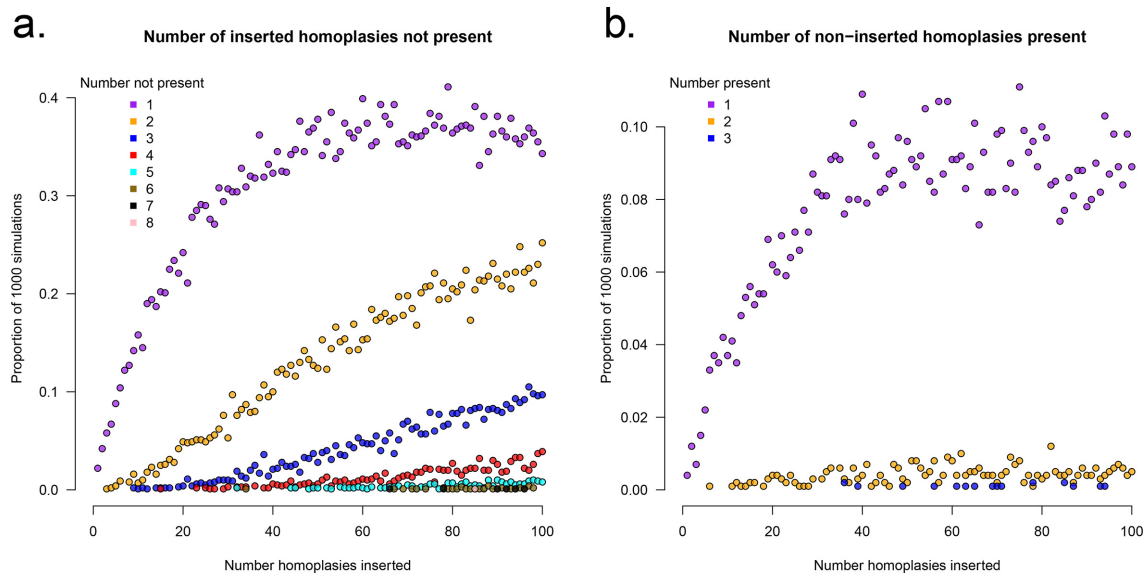 a.
Number of inserted homoplasies not present
Number not present
1
2
3
4
5
6
7
8
0.4
0.3
0.2
0.1
0.0
Proportion of 1000 simulations
0 20 40 60 80 100
Number homoplasies inserted
b.
Number of non−inserted homoplasies present
Number present
1
2
3
0.10
0.08
0.06
0.04
0.02
0.00
Proportion of 1000 simulations
0 20 40 60 80 100
Number homoplasies inserted